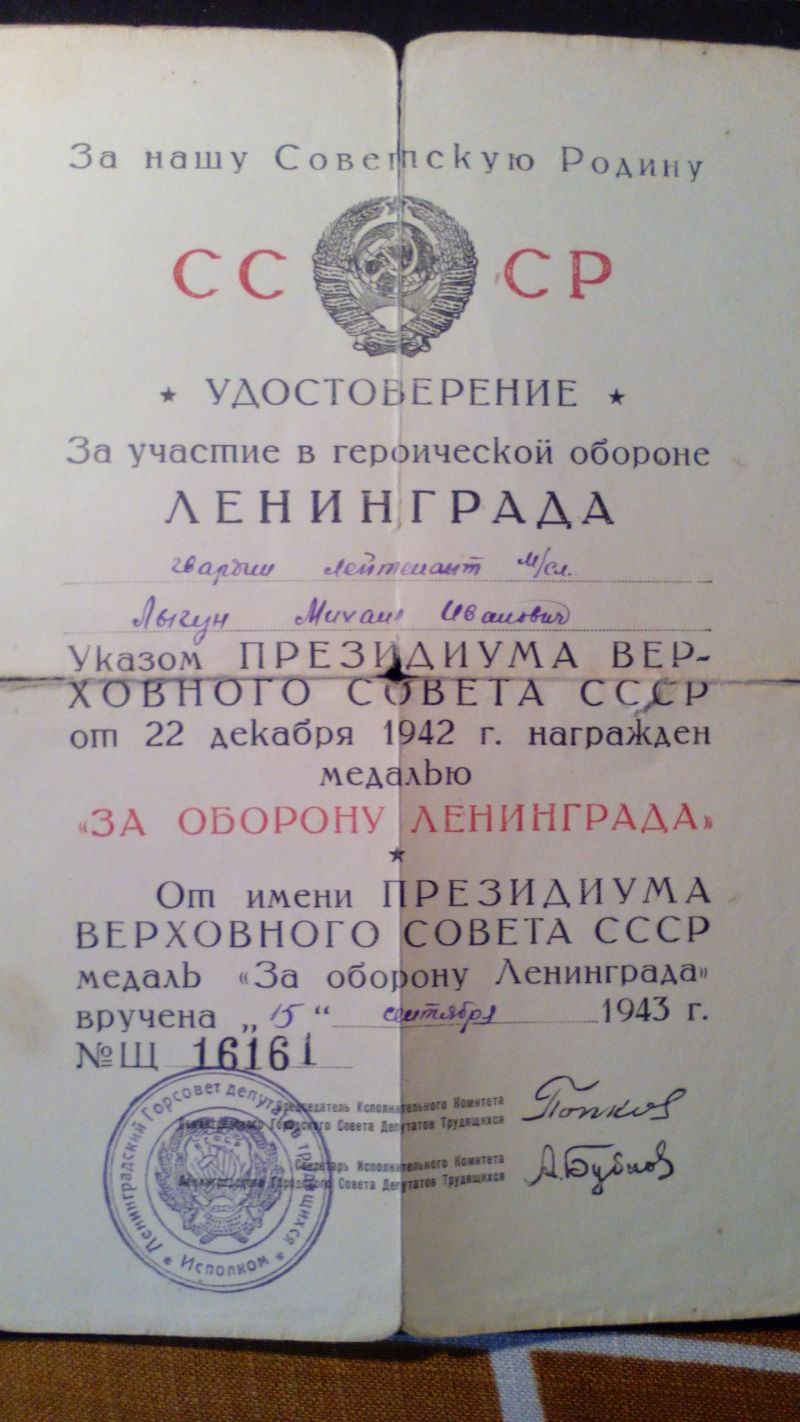 За нашу Советскую Родину
СССР
★ УДОСТОВЕРЕНИЕ ★
За участие в героической обороне
ЛЕНИНГРАДА
гвардии лейтенант м/сл.
Лыгун Михаил Иванович
Указом ПРЕЗИДИУМА ВЕР-
ХОВНОГО СОВЕТА СССР
от 22 декабря 1942 г. награжден
медалью
«ЗА ОБОРОНУ ЛЕНИНГРАДА»
★
От имени ПРЕЗИДИУМА
ВЕРХОВНОГО СОВЕТА СССР
медаль «За оборону Ленинграда»
вручена „15“ сентября 1943 г.
№Щ 16161
Председатель Исполнительного Комитета
Ленинградского Городского Совета Депутатов Трудящихся
Попков
Секретарь Исполнительного Комитета
Ленинградского Городского Совета Депутатов Трудящихся
А.Бубнов
Ленинградский Горсовет депутатов трудящихся
★ Исполком ★